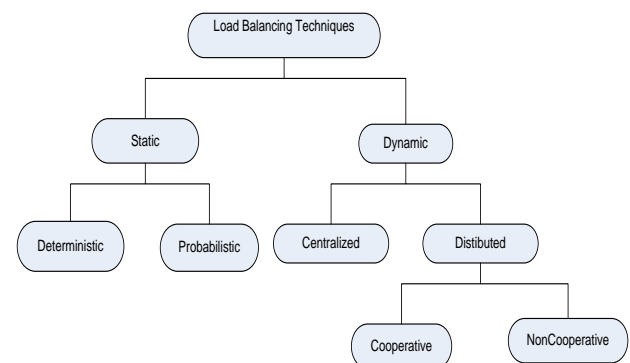 Load Balancing Techniques
Static
Dynamic
Deterministic
Probabilistic
Centralized
Distibuted
Cooperative
NonCooperative